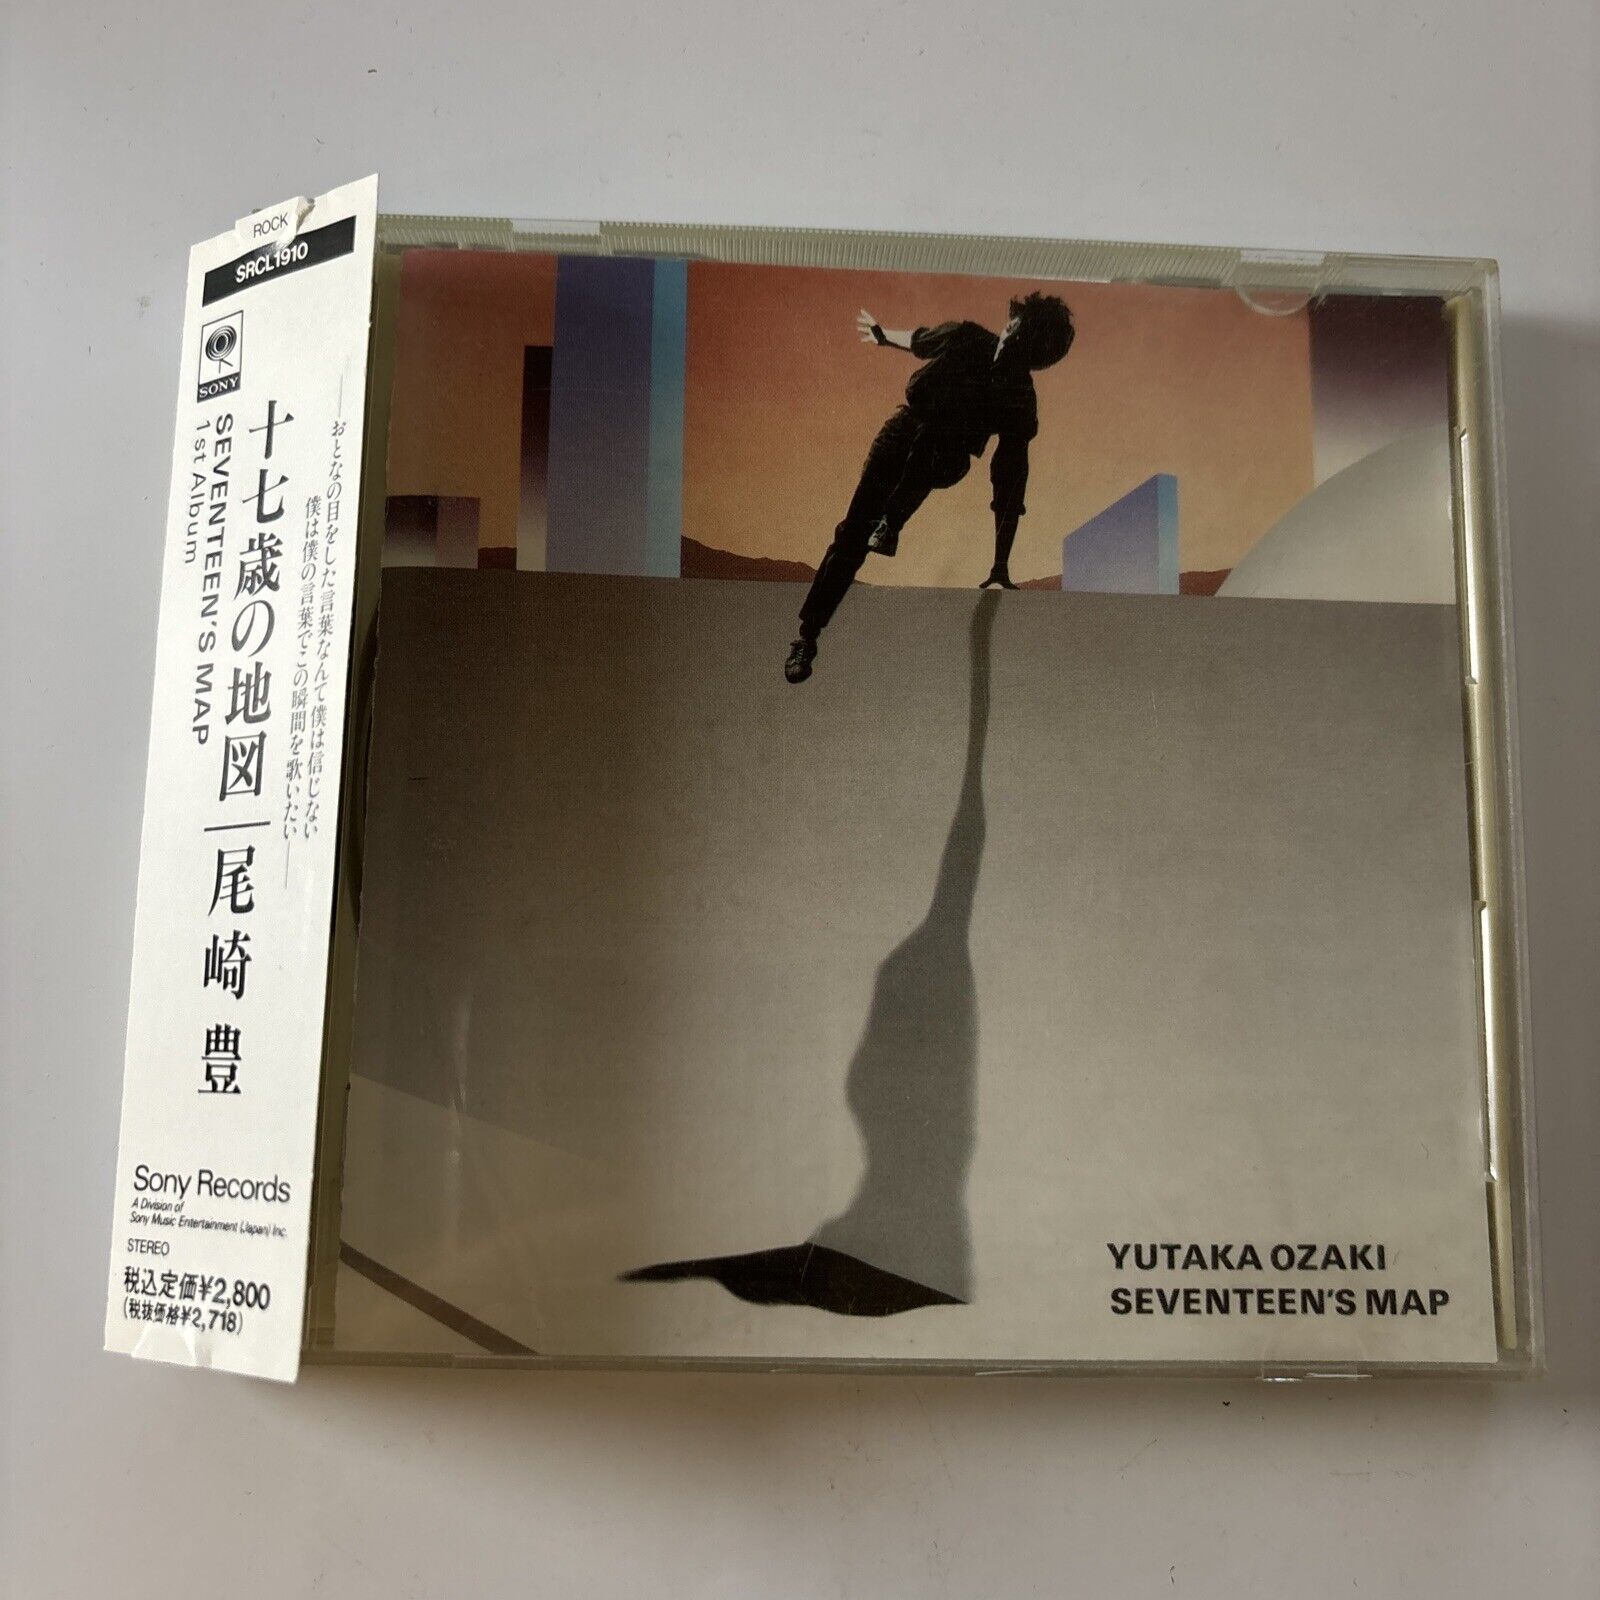 ROCK
SRCL1910
SONY
――おとなの目をした言葉なんて僕は信じない
僕は僕の言葉でこの瞬間を歌いたい――
十七歳の地図｜尾崎 豊
SEVENTEEN'S MAP
1st Album
Sony Records
A Division of
Sony Music Entertainment (Japan) Inc.
STEREO
税込定価¥2,800
(税抜価格¥2,718)
YUTAKA OZAKI
SEVENTEEN'S MAP